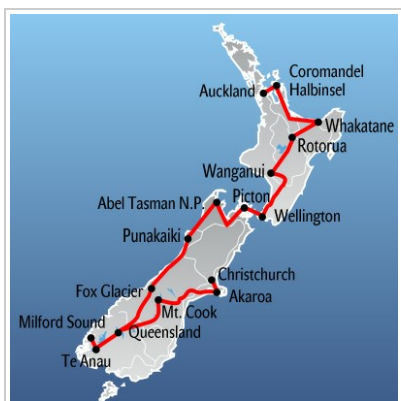 Coromandel
Halbinsel
Auckland
Whakatane
Rotorua
Wanganui
Picton
Abel Tasman N.P.
Wellington
Punakaiki
Christchurch
Fox Glacier
Akaroa
Mt. Cook
Milford Sound
Queensland
Te Anau